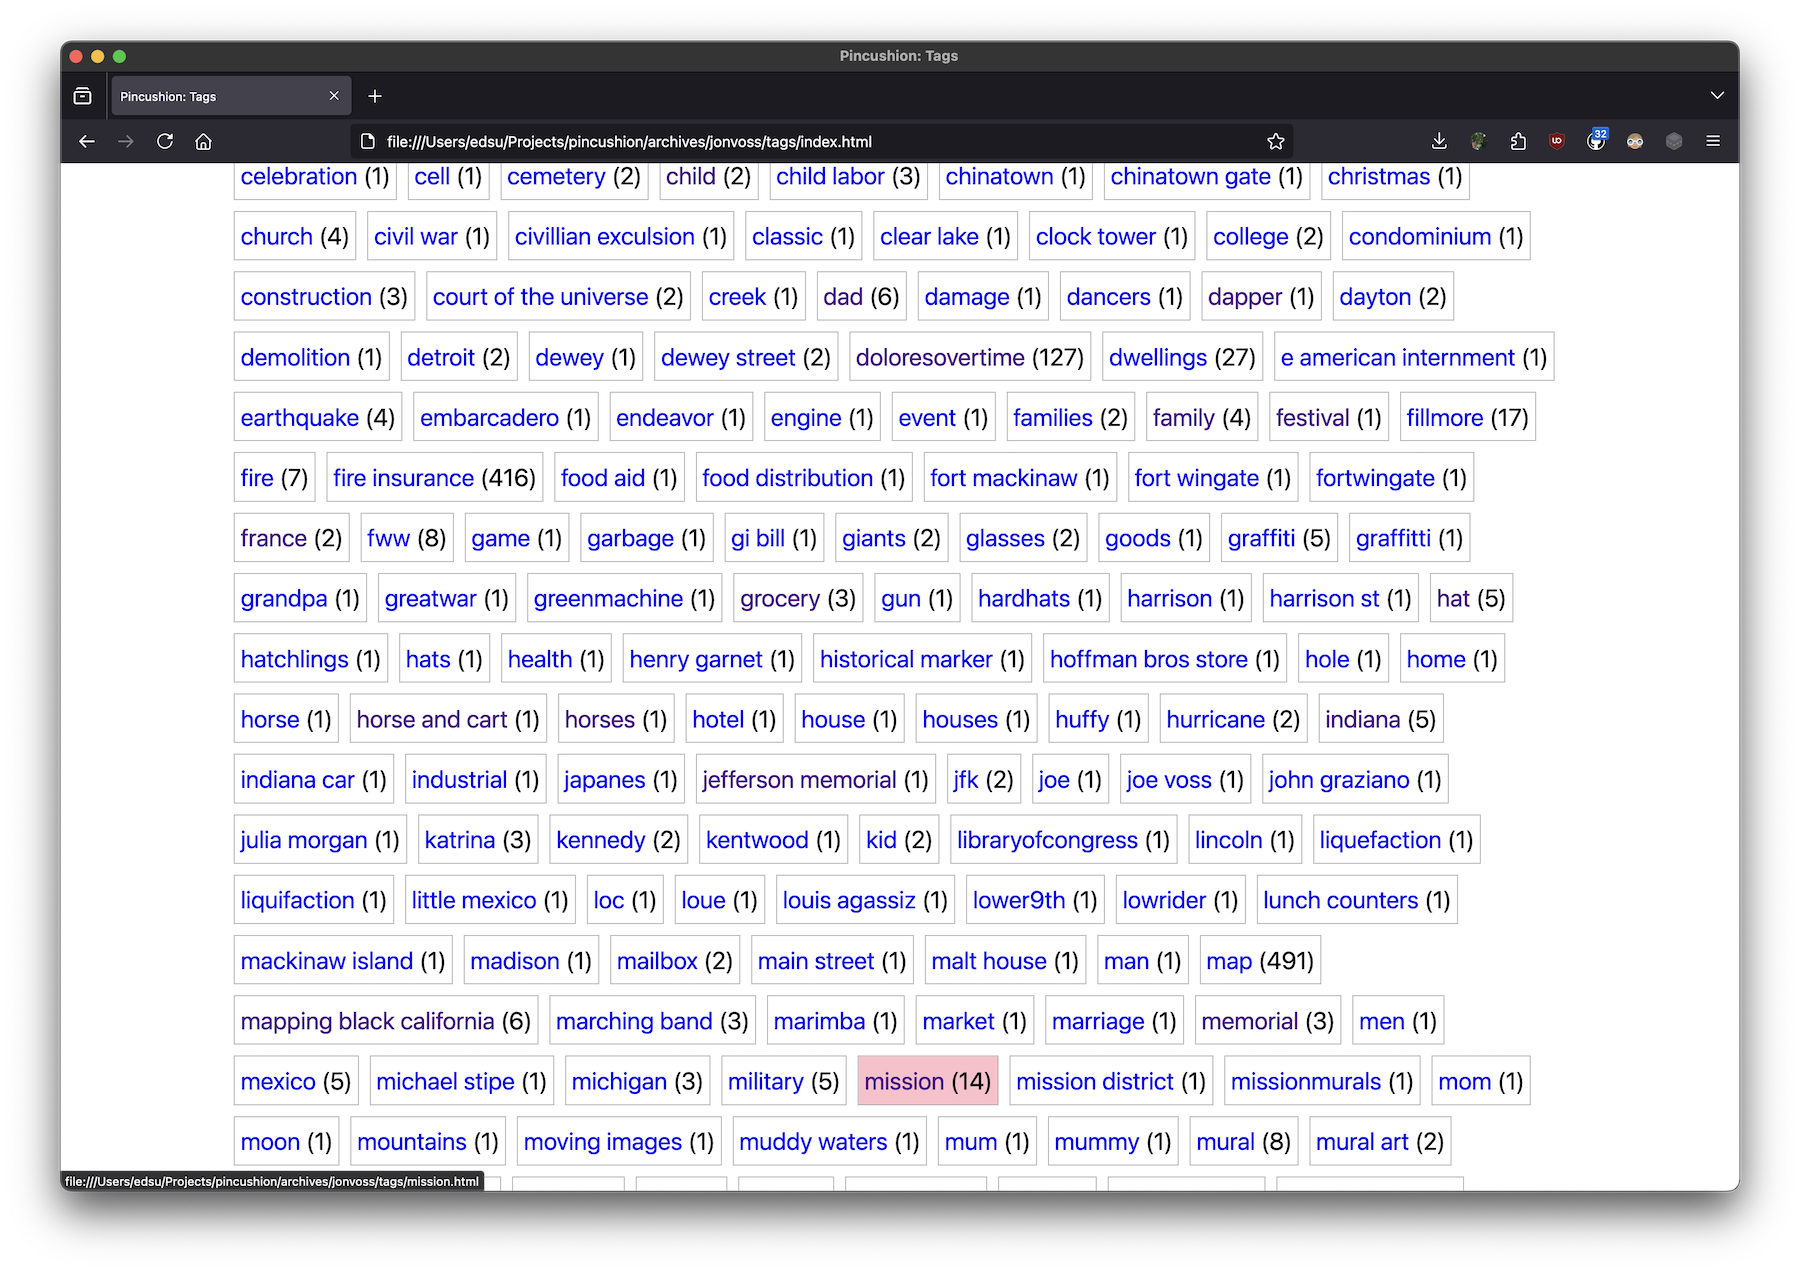 Pincushion: Tags
Pincushion: Tags
file:///Users/edsu/Projects/pincushion/archives/jonvoss/tags/index.html
32
celebration (1) cell (1) cemetery (2) child (2) child labor (3) chinatown (1) chinatown gate (1) christmas (1)
church (4) civil war (1) civillian exculsion (1) classic (1) clear lake (1) clock tower (1) college (2) condominium (1)
construction (3) court of the universe (2) creek (1) dad (6) damage (1) dancers (1) dapper (1) dayton (2)
demolition (1) detroit (2) dewey (1) dewey street (2) doloresovertime (127) dwellings (27) e american internment (1)
earthquake (4) embarcadero (1) endeavor (1) engine (1) event (1) families (2) family (4) festival (1) fillmore (17)
fire (7) fire insurance (416) food aid (1) food distribution (1) fort mackinaw (1) fort wingate (1) fortwingate (1)
france (2) fww (8) game (1) garbage (1) gi bill (1) giants (2) glasses (2) goods (1) graffiti (5) graffitti (1)
grandpa (1) greatwar (1) greenmachine (1) grocery (3) gun (1) hardhats (1) harrison (1) harrison st (1) hat (5)
hatchlings (1) hats (1) health (1) henry garnet (1) historical marker (1) hoffman bros store (1) hole (1) home (1)
horse (1) horse and cart (1) horses (1) hotel (1) house (1) houses (1) huffy (1) hurricane (2) indiana (5)
indiana car (1) industrial (1) japanes (1) jefferson memorial (1) jfk (2) joe (1) joe voss (1) john graziano (1)
julia morgan (1) katrina (3) kennedy (2) kentwood (1) kid (2) libraryofcongress (1) lincoln (1) liquefaction (1)
liquifaction (1) little mexico (1) loc (1) loue (1) louis agassiz (1) lower9th (1) lowrider (1) lunch counters (1)
mackinaw island (1) madison (1) mailbox (2) main street (1) malt house (1) man (1) map (491)
mapping black california (6) marching band (3) marimba (1) market (1) marriage (1) memorial (3) men (1)
mexico (5) michael stipe (1) michigan (3) military (5) mission (14) mission district (1) missionmurals (1) mom (1)
moon (1) mountains (1) moving images (1) muddy waters (1) mum (1) mummy (1) mural (8) mural art (2)
file:///Users/edsu/Projects/pincushion/archives/jonvoss/tags/mission.html